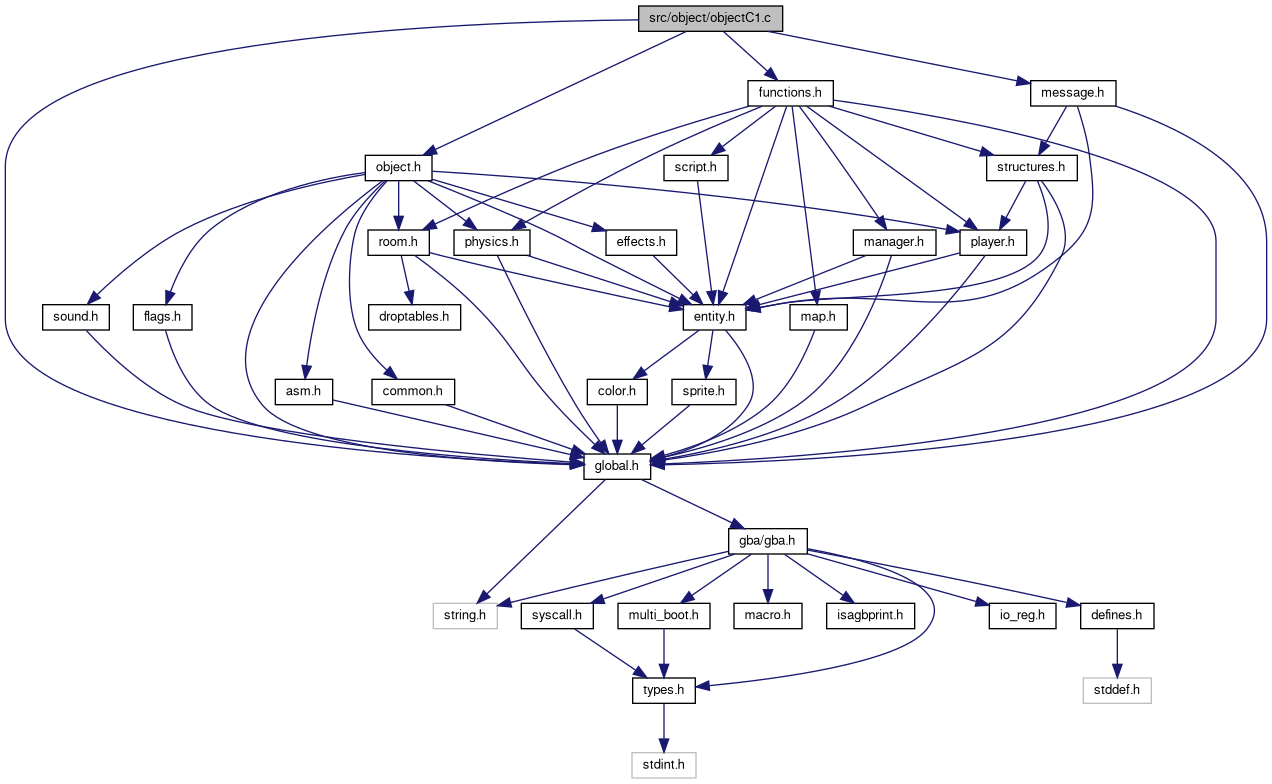 src/object/objectC1.c
functions.h
message.h
object.h
script.h
structures.h
room.h
physics.h
effects.h
manager.h
player.h
sound.h
flags.h
droptables.h
entity.h
map.h
asm.h
common.h
color.h
sprite.h
global.h
gba/gba.h
string.h
syscall.h
multi_boot.h
macro.h
isagbprint.h
io_reg.h
defines.h
types.h
stddef.h
stdint.h